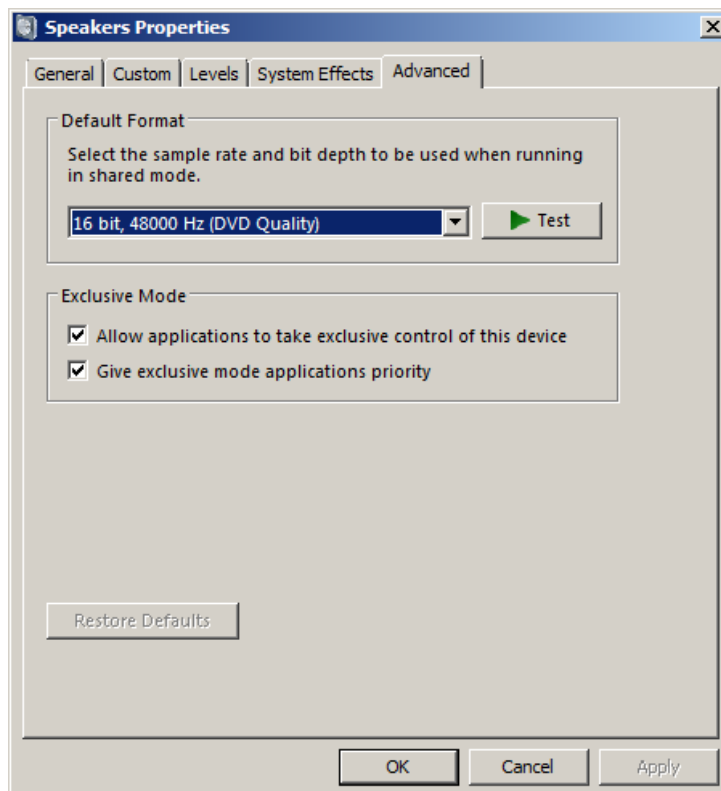 Speakers Properties
General Custom Levels System Effects Advanced
Default Format
Select the sample rate and bit depth to be used when running
in shared mode.
16 bit, 48000 Hz (DVD Quality)
Test
Exclusive Mode
Allow applications to take exclusive control of this device
Give exclusive mode applications priority
Restore Defaults
OK Cancel Apply